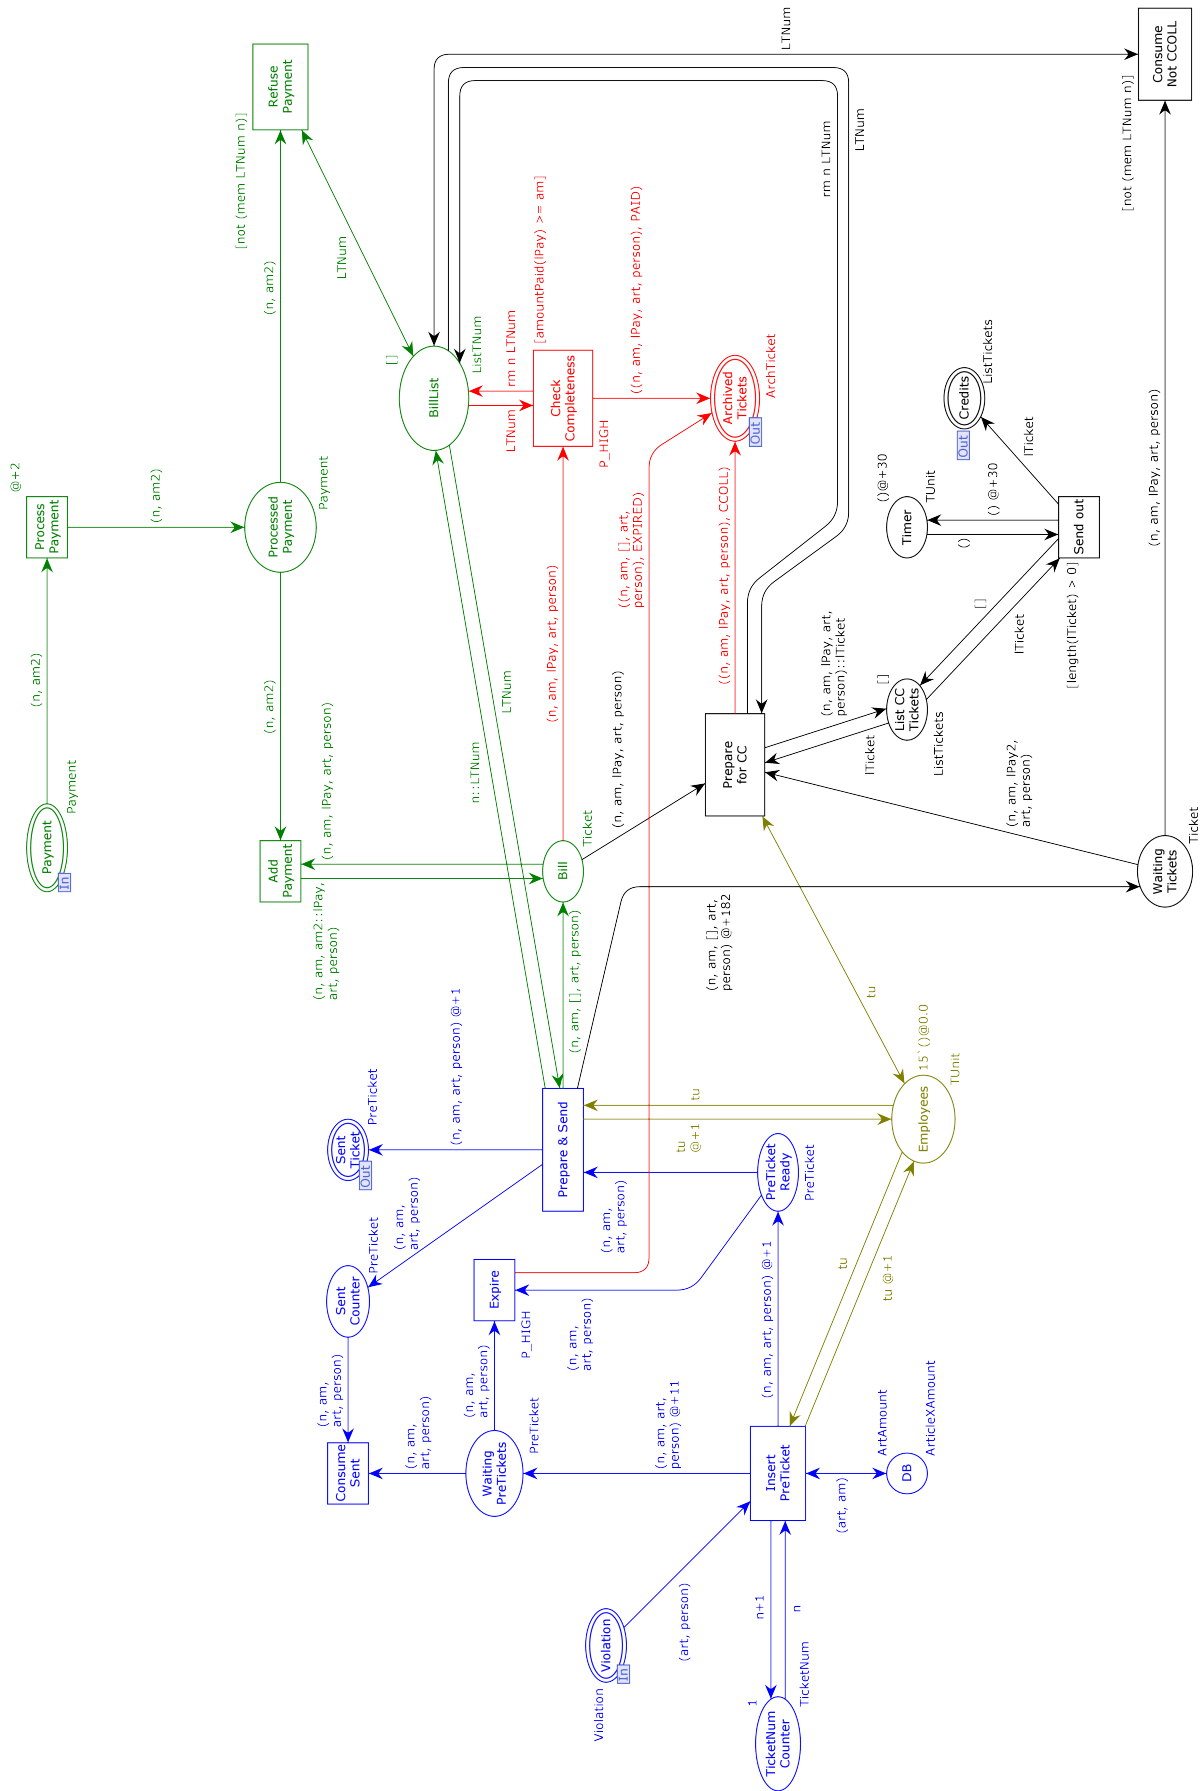 @+2
Payment
In
(n, am2)
Process
Payment
Payment
(n, am2)
[not (mem LTNum n)]
Refuse
Payment
(n, am2)
(n, am2)
Processed
Payment
Payment
Add
Payment
(n, am, am2::lPay,
art, person)
(n, am, lPay, art, person)
LTNum
Consume
Sent
(n, am,
art, person)
Sent
Counter
PreTicket
Sent
Ticket
Out
PreTicket
(n, am,
art, person)
(n, am,
art, person)
(n, am, art, person) @+1
[]
BillList
ListTNum
n::LTNum
LTNum
LTNum
rm n LTNum
Waiting
PreTickets
PreTicket
(n, am,
art, person)
Expire
P_HIGH
(n, am,
art, person)
Prepare & Send
(n, am,
art, person)
(n, am, [], art, person)
Bill
Ticket
(n, am, lPay, art, person)
Check
Completeness
P_HIGH
[amountPaid(lPay) >= am]
Violation
Violation
In
(n, am, lPay, art, person)
((n, am, [], art,
person), EXPIRED)
((n, am, lPay, art, person), PAID)
(art, person)
(n, am, art,
person) @+11
tu
@+1
tu
(n, am, [], art,
person) @+182
((n, am, lPay, art, person), CCOLL)
Archived
Tickets
Out
ArchTicket
1
n+1
n
TicketNum
Counter
TicketNum
Insert
PreTicket
(n, am, art, person) @+1
PreTicket
Ready
PreTicket
Prepare
for CC
LTNum
rm n LTNum
LTNum
(art, am)
tu
tu @+1
tu
(n, am, lPay, art,
person)::lTicket
lTicket
ArtAmount
DB
ArticleXAmount
Employees
15`()@0.0
TUnit
[]
List CC
Tickets
ListTickets
()@+30
Timer
TUnit
()
() @+30
Out
Credits
ListTickets
(n, am, lPay2,
art, person)
[]
lTicket
lTicket
[length(lTicket) > 0]
Send out
Waiting
Tickets
Ticket
(n, am, lPay, art, person)
[not (mem LTNum n)]
Consume
Not CCOLL